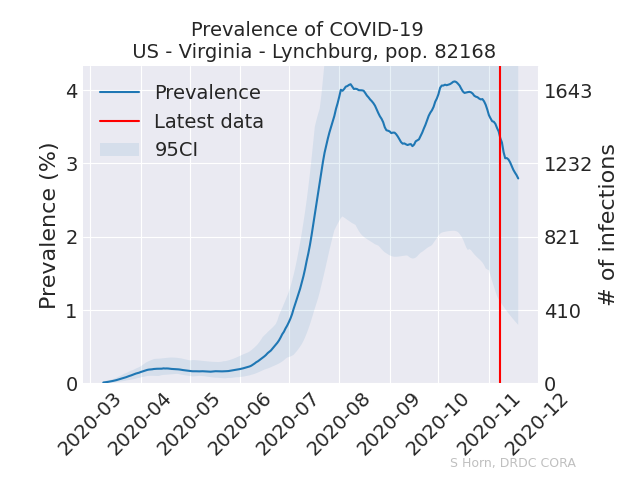 Prevalence of COVID-19
US - Virginia - Lynchburg, pop. 82168
Prevalence
Latest data
95CI
Prevalence (%)
4
3
2
1
0
1643
1232
821
410
0
# of infections
2020-03
2020-04
2020-05
2020-06
2020-07
2020-08
2020-09
2020-10
2020-11
2020-12
S Horn, DRDC CORA